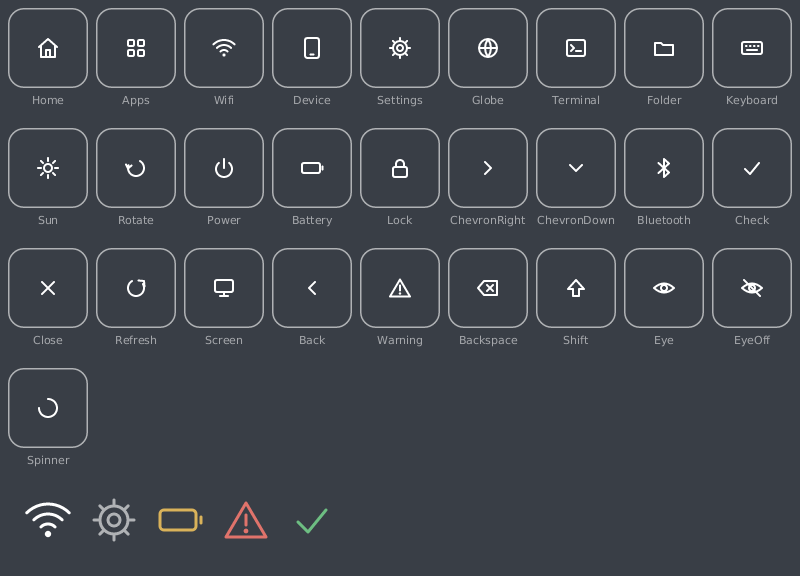 Home Apps Wifi Device Settings Globe Terminal Folder Keyboard
Sun Rotate Power Battery Lock ChevronRight ChevronDown Bluetooth Check
Close Refresh Screen Back Warning Backspace Shift Eye EyeOff
Spinner